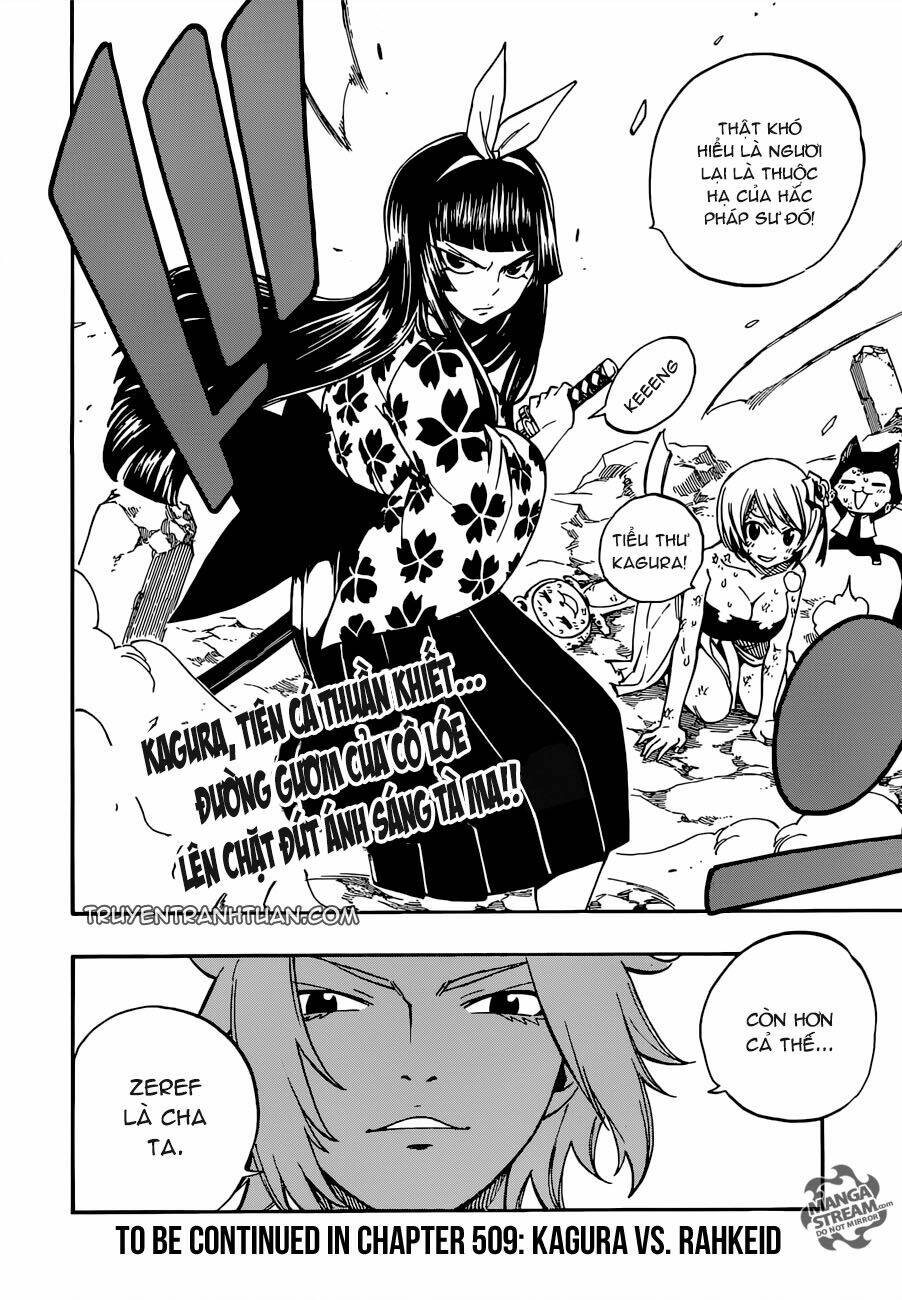 THẬT KHÓ
HIỂU LÀ NGƯƠI
LẠI LÀ THUỘC
HẠ CỦA HẮC
PHÁP SƯ ĐÓ!
KEEENG
TIỂU THƯ
KAGURA!
KAGURA, TIÊN CÁ THUẦN KHIẾT...
ĐƯỜNG GƯƠM CỦA CÔ LÓE
LÊN CHẶT ĐỨT ÁNH SÁNG TÀ MA!!
TRUYENTRANHTUAN.COM
CÒN HƠN
CẢ THẾ...
ZEREF
LÀ CHA
TA.
MANGA
STREAM.COM
DO NOT MIRROR!
TO BE CONTINUED IN CHAPTER 509: KAGURA VS. RAHKEID